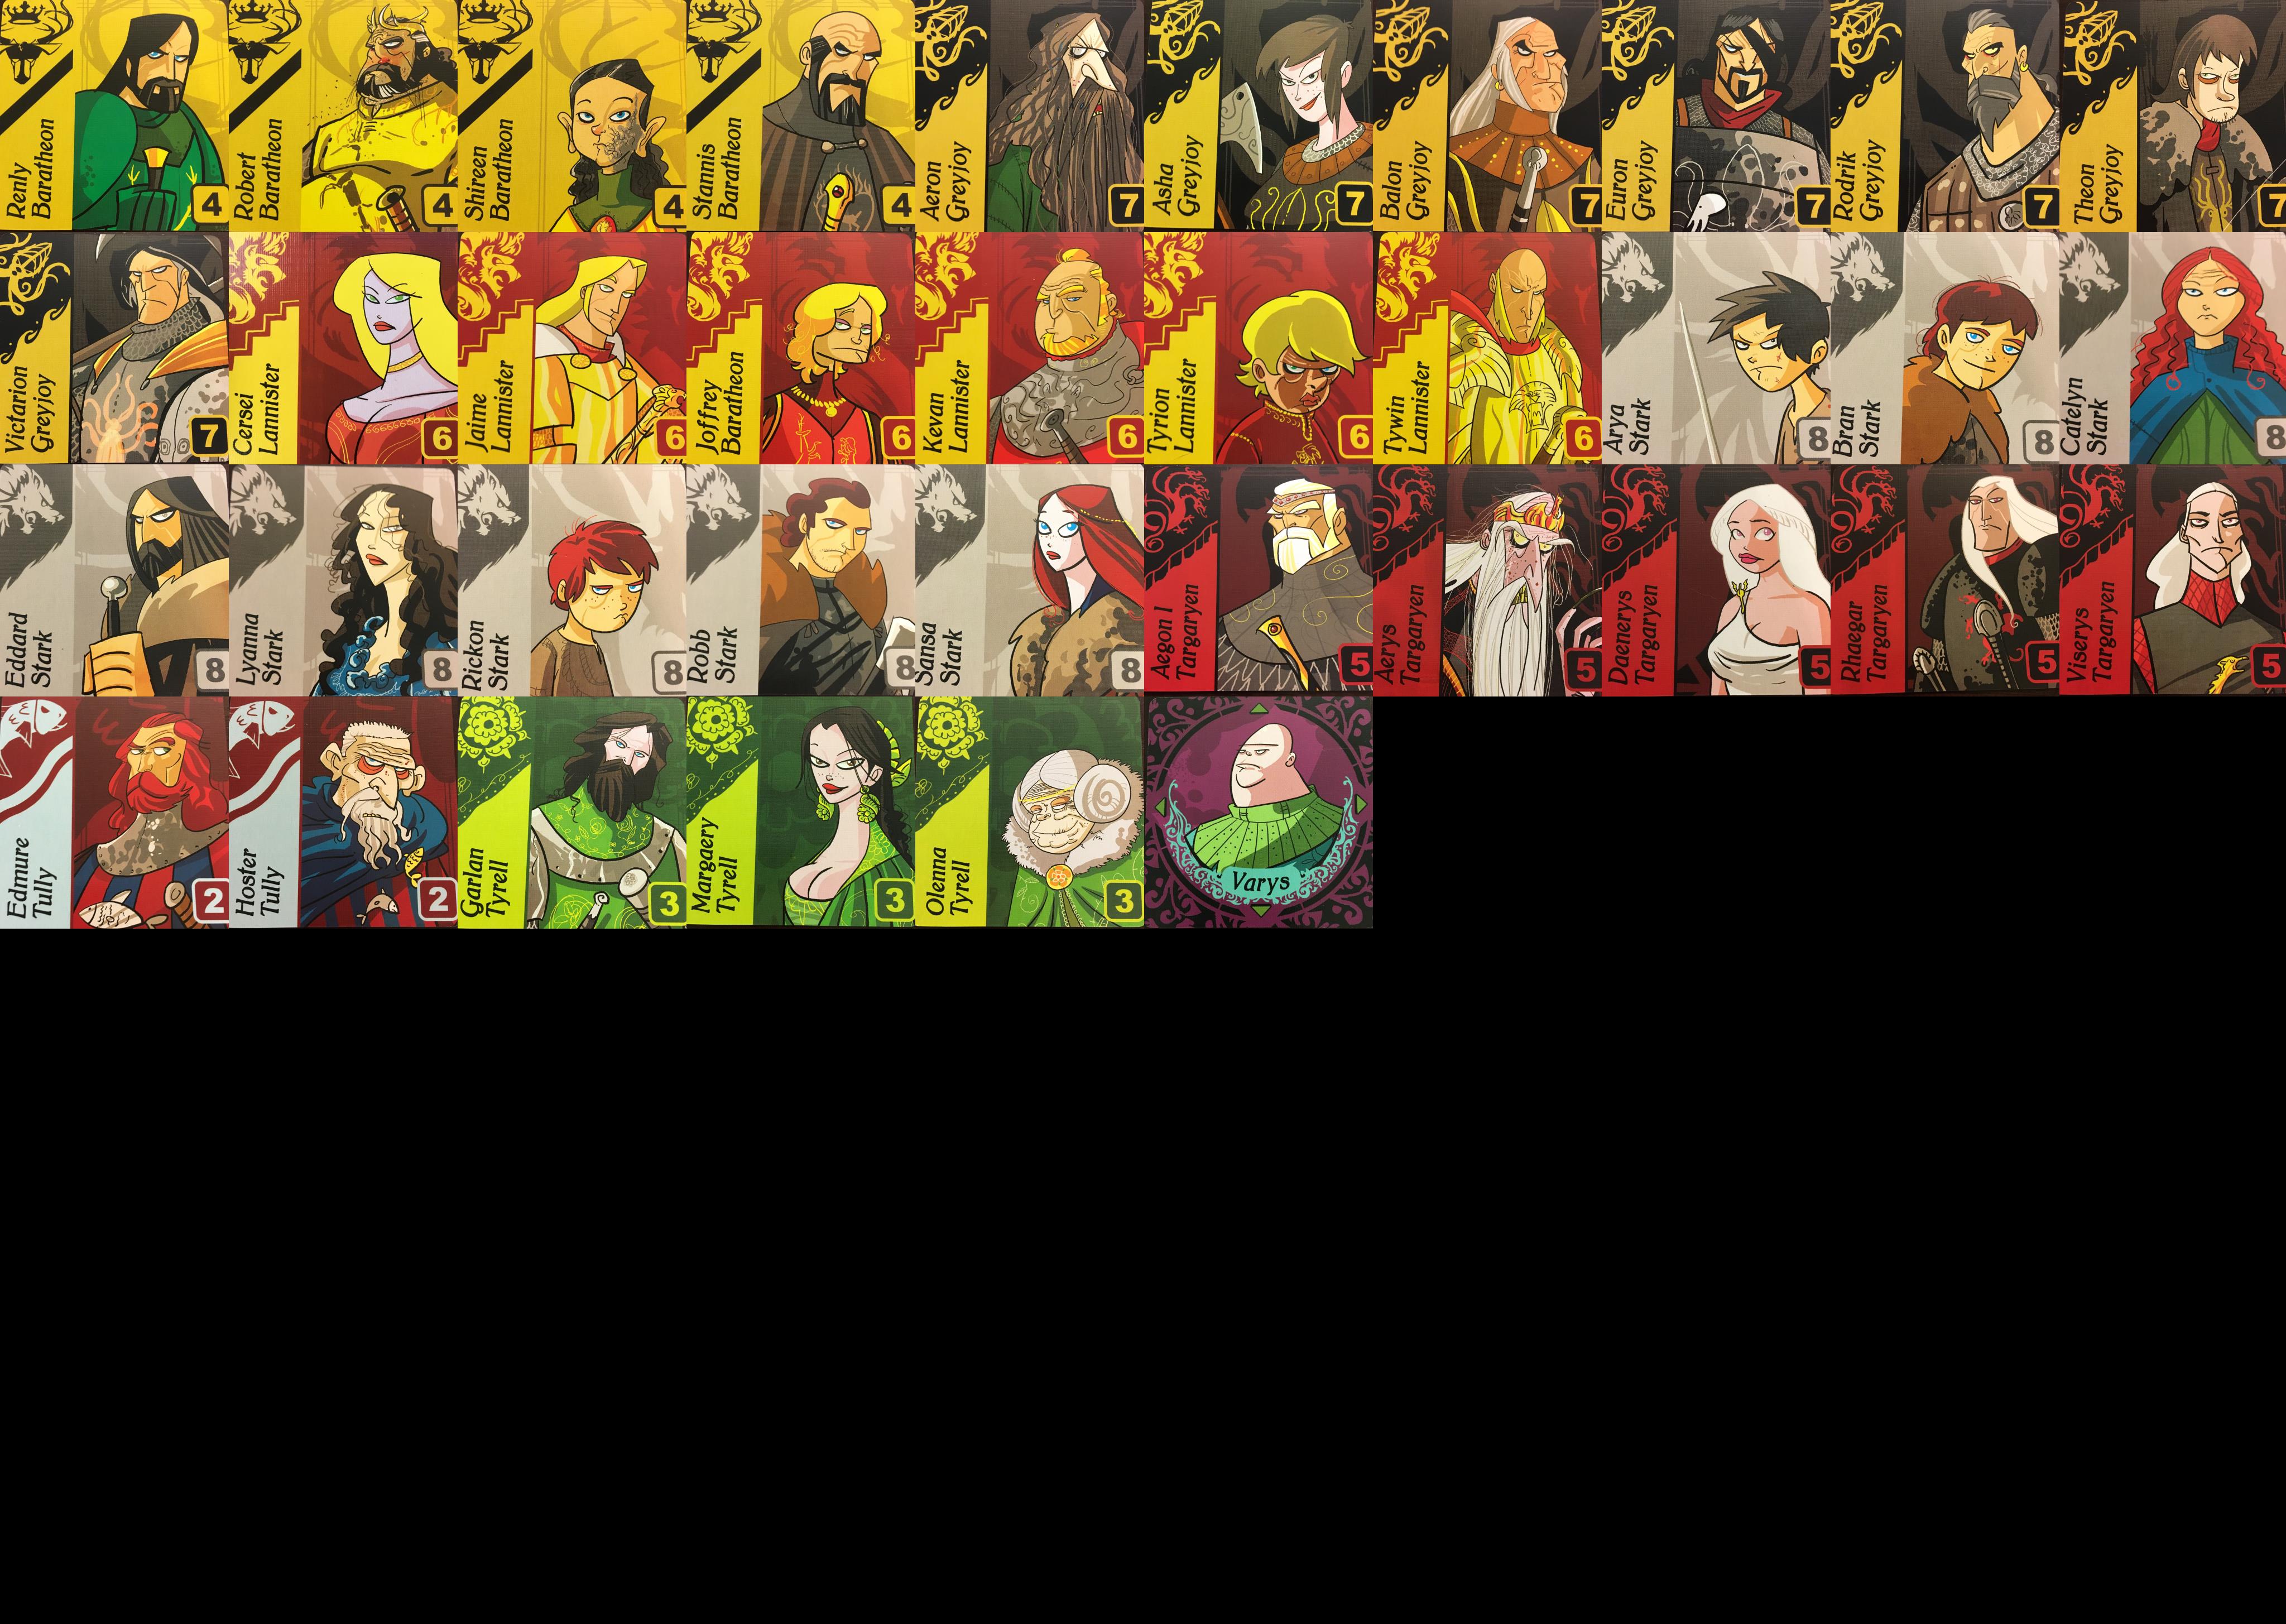 Renly
Baratheon
4
Robert
Baratheon
4
Shireen
Baratheon
4
Stannis
Baratheon
4
Aeron
Greyjoy
7
Asha
Greyjoy
7
Balon
Greyjoy
7
Euron
Greyjoy
7
Rodrik
Greyjoy
7
Theon
Greyjoy
7
Victarion
Greyjoy
7
Cersei
Lannister
6
Jaime
Lannister
6
Joffrey
Baratheon
6
Kevan
Lannister
6
Tyrion
Lannister
6
Tywin
Lannister
6
Arya
Stark
8
Bran
Stark
8
Catelyn
Stark
8
Eddard
Stark
8
Lyanna
Stark
8
Rickon
Stark
8
Robb
Stark
8
Sansa
Stark
8
Aegon I
Targaryen
5
Aerys
Targaryen
5
Daenerys
Targaryen
5
Rhaegar
Targaryen
5
Viserys
Targaryen
5
Edmure
Tully
2
Hoster
Tully
2
Garlan
Tyrell
3
Margaery
Tyrell
3
Olenna
Tyrell
3
Varys